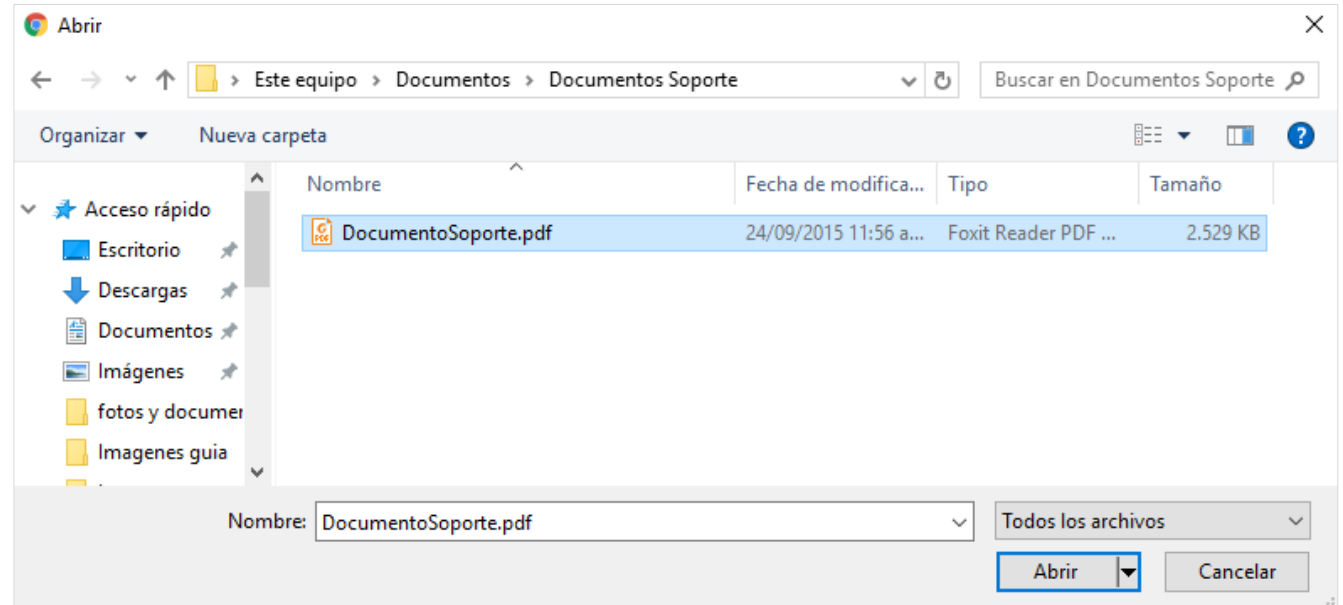 Abrir
Este equipo > Documentos > Documentos Soporte
Buscar en Documentos Soporte
Organizar
Nueva carpeta
Nombre
Fecha de modifica...
Tipo
Tamaño
Acceso rápido
DocumentoSoporte.pdf
24/09/2015 11:56 a...
Foxit Reader PDF ...
2.529 KB
Escritorio
Descargas
Documentos
Imágenes
fotos y documen
Imagenes guia
Nombre:
DocumentoSoporte.pdf
Todos los archivos
Abrir
Cancelar